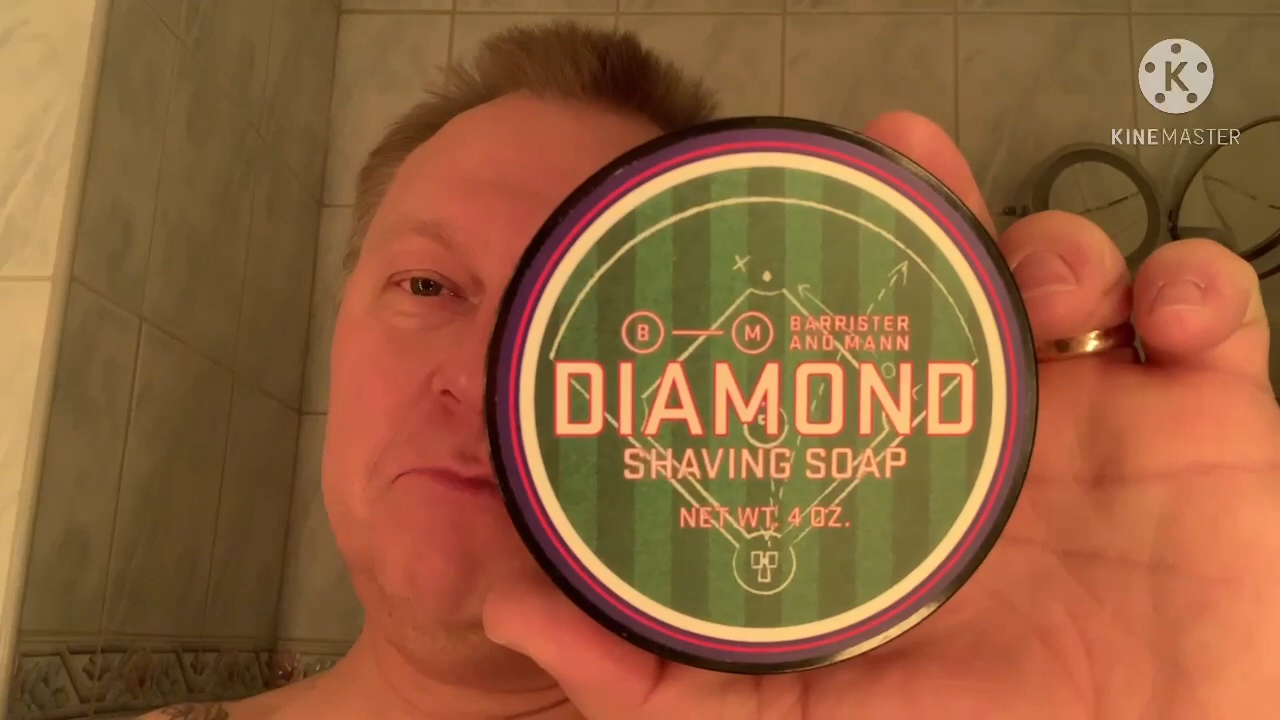 K
KINEMASTER
B M BARRISTER
AND MANN
DIAMOND
SHAVING SOAP
NET WT. 4 OZ.